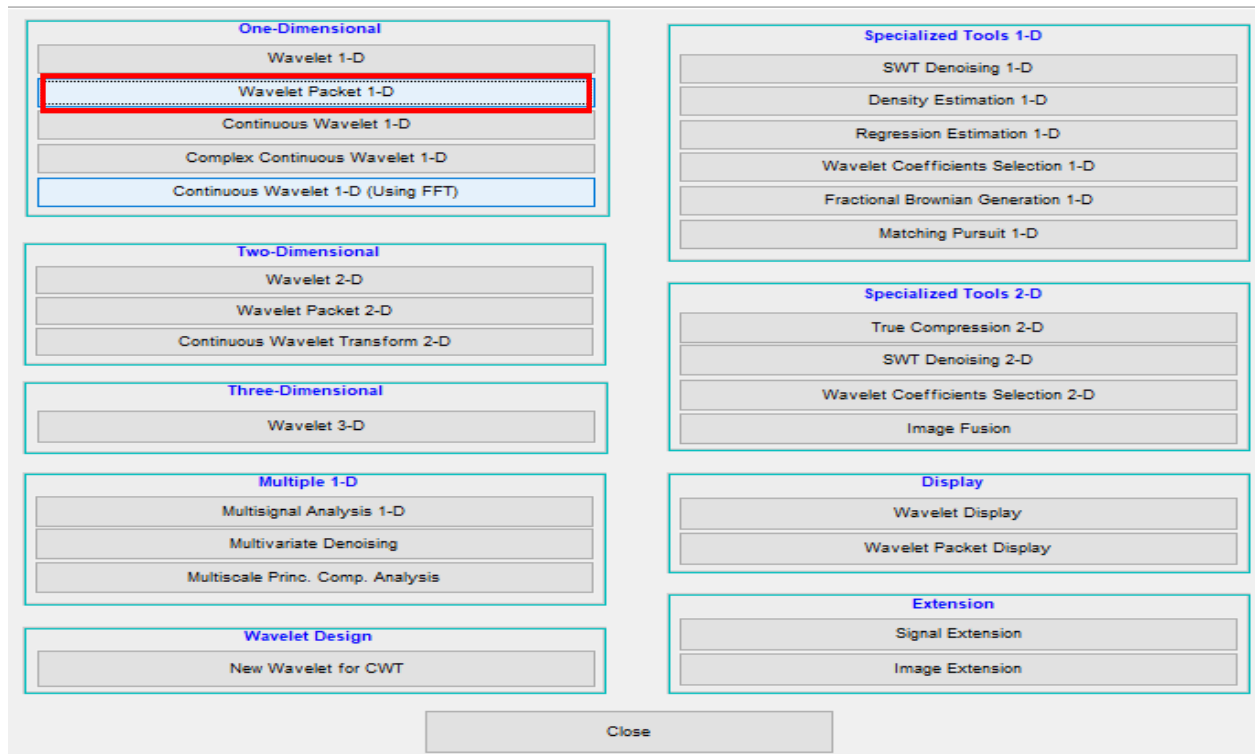 One-Dimensional
Wavelet 1-D
Wavelet Packet 1-D
Continuous Wavelet 1-D
Complex Continuous Wavelet 1-D
Continuous Wavelet 1-D (Using FFT)
Two-Dimensional
Wavelet 2-D
Wavelet Packet 2-D
Continuous Wavelet Transform 2-D
Three-Dimensional
Wavelet 3-D
Multiple 1-D
Multisignal Analysis 1-D
Multivariate Denoising
Multiscale Princ. Comp. Analysis
Wavelet Design
New Wavelet for CWT
Specialized Tools 1-D
SWT Denoising 1-D
Density Estimation 1-D
Regression Estimation 1-D
Wavelet Coefficients Selection 1-D
Fractional Brownian Generation 1-D
Matching Pursuit 1-D
Specialized Tools 2-D
True Compression 2-D
SWT Denoising 2-D
Wavelet Coefficients Selection 2-D
Image Fusion
Display
Wavelet Display
Wavelet Packet Display
Extension
Signal Extension
Image Extension
Close